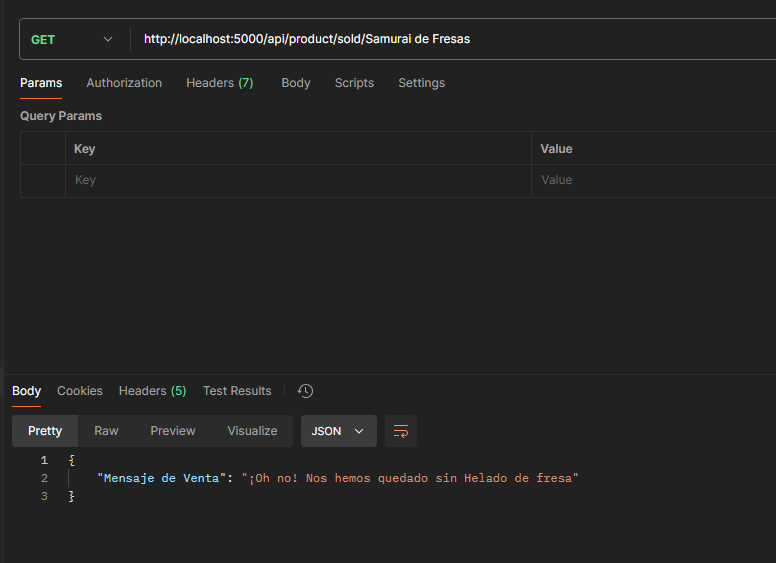 GET http://localhost:5000/api/product/sold/Samurai de Fresas
Params Authorization Headers (7) Body Scripts Settings
Query Params
Key Value
Key Value
Body Cookies Headers (5) Test Results
Pretty Raw Preview Visualize JSON
1 {
2 "Mensaje de Venta": "¡Oh no! Nos hemos quedado sin Helado de fresa"
3 }